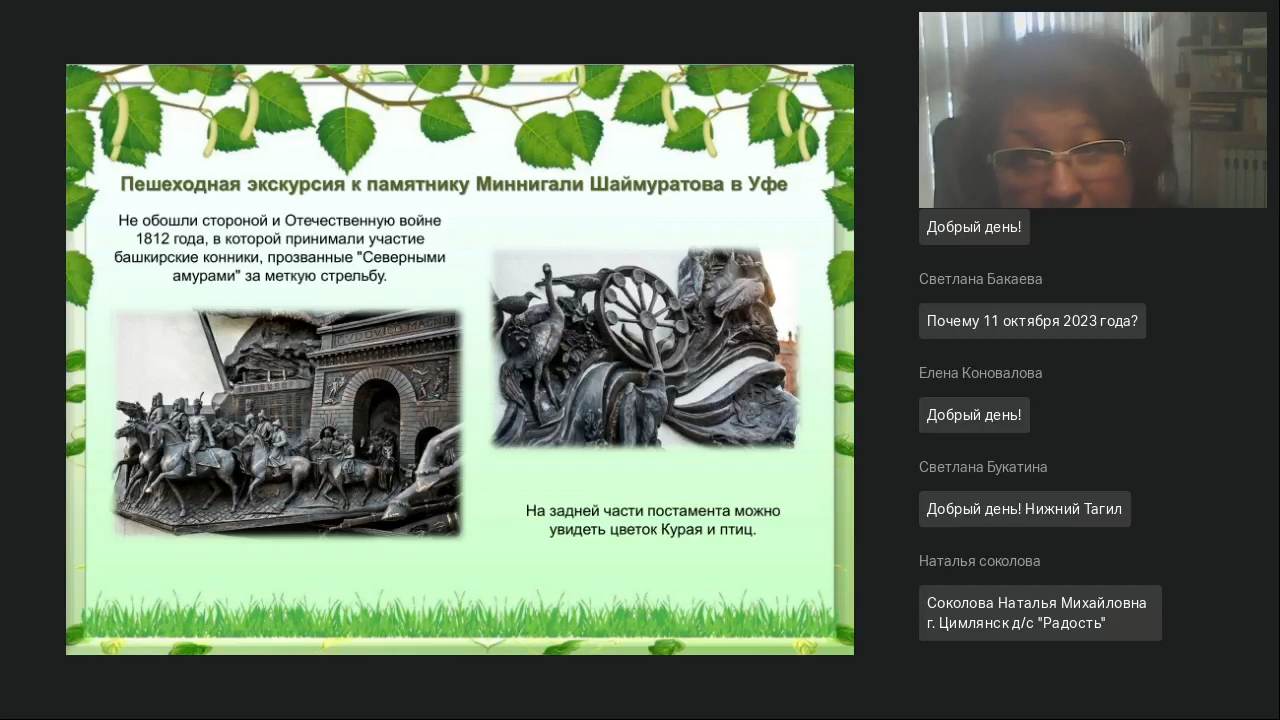 Пешеходная экскурсия к памятнику Миннигали Шаймуратова в Уфе
Не обошли стороной и Отечественную войне
1812 года, в которой принимали участие
башкирские конники, прозванные "Северными
амурами" за меткую стрельбу.
LUDOVICO MAGNO
На задней части постамента можно
увидеть цветок Курая и птиц.
Добрый день!
Светлана Бакаева
Почему 11 октября 2023 года?
Елена Коновалова
Добрый день!
Светлана Букатина
Добрый день! Нижний Тагил
Наталья соколова
Соколова Наталья Михайловна
г. Цимлянск д/с "Радость"